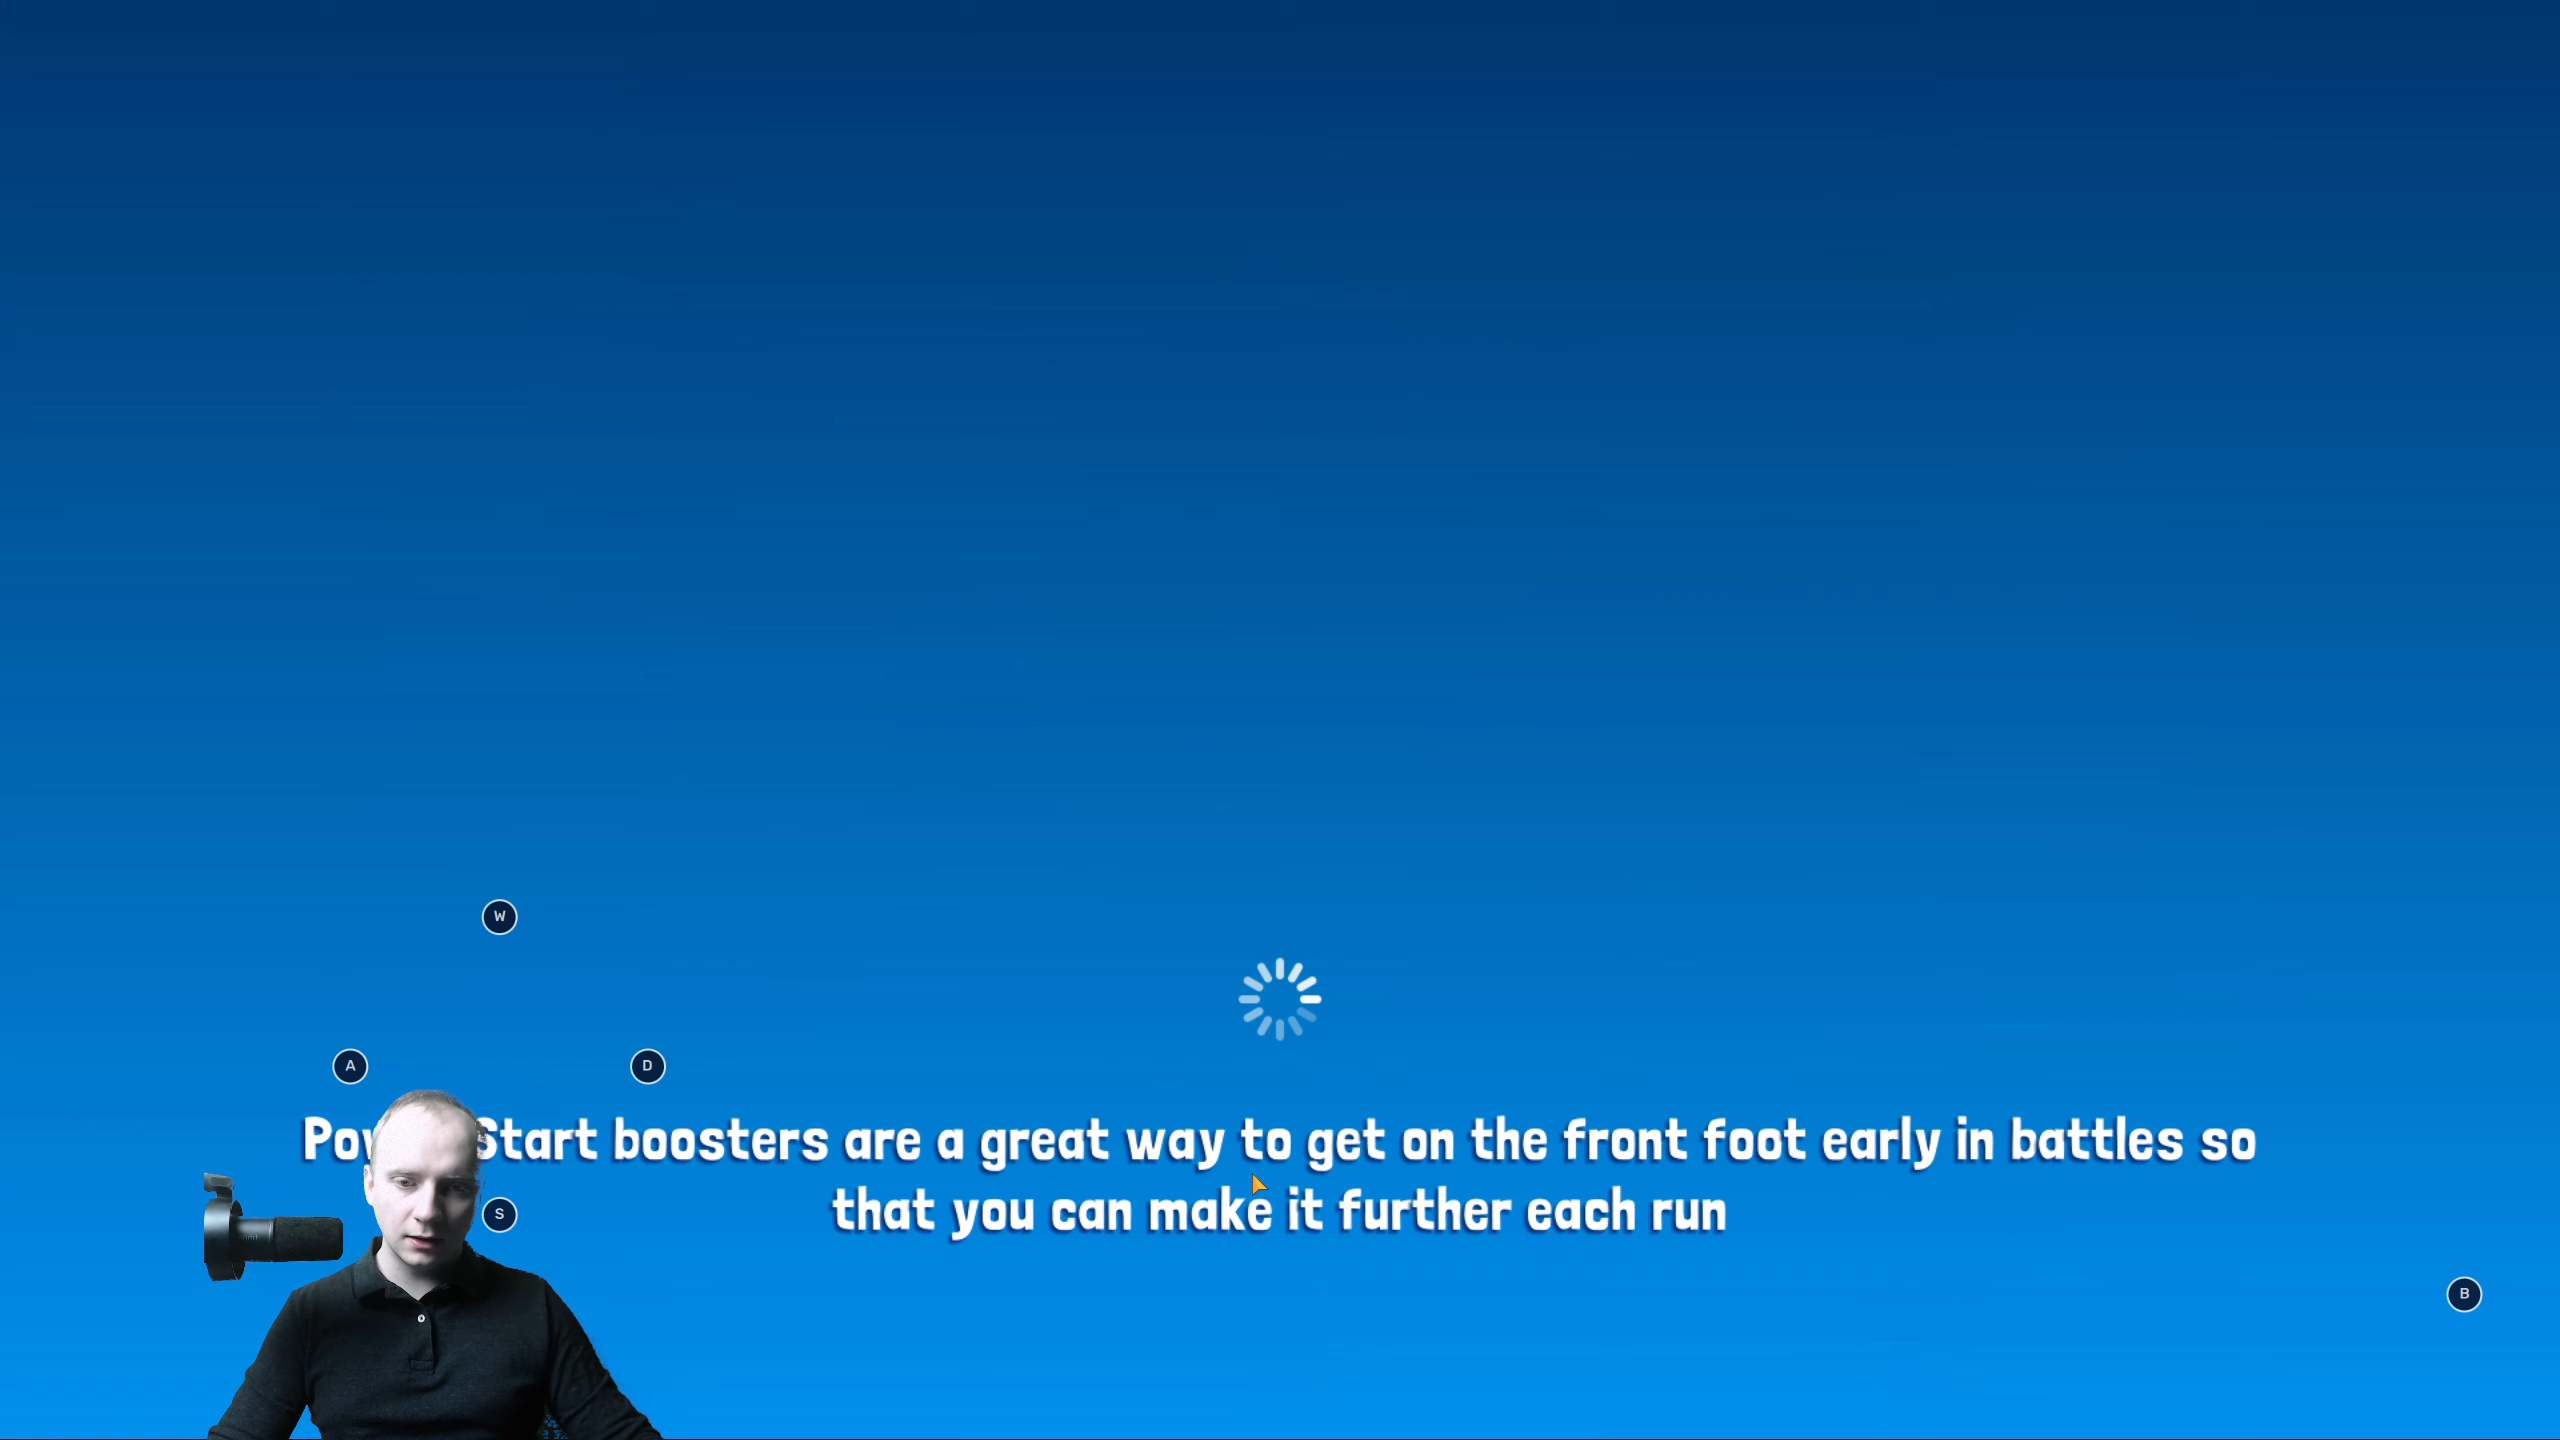 W
A
D
Start boosters are a great way to get on the front foot early in battles so
that you can make it further each run
S
B